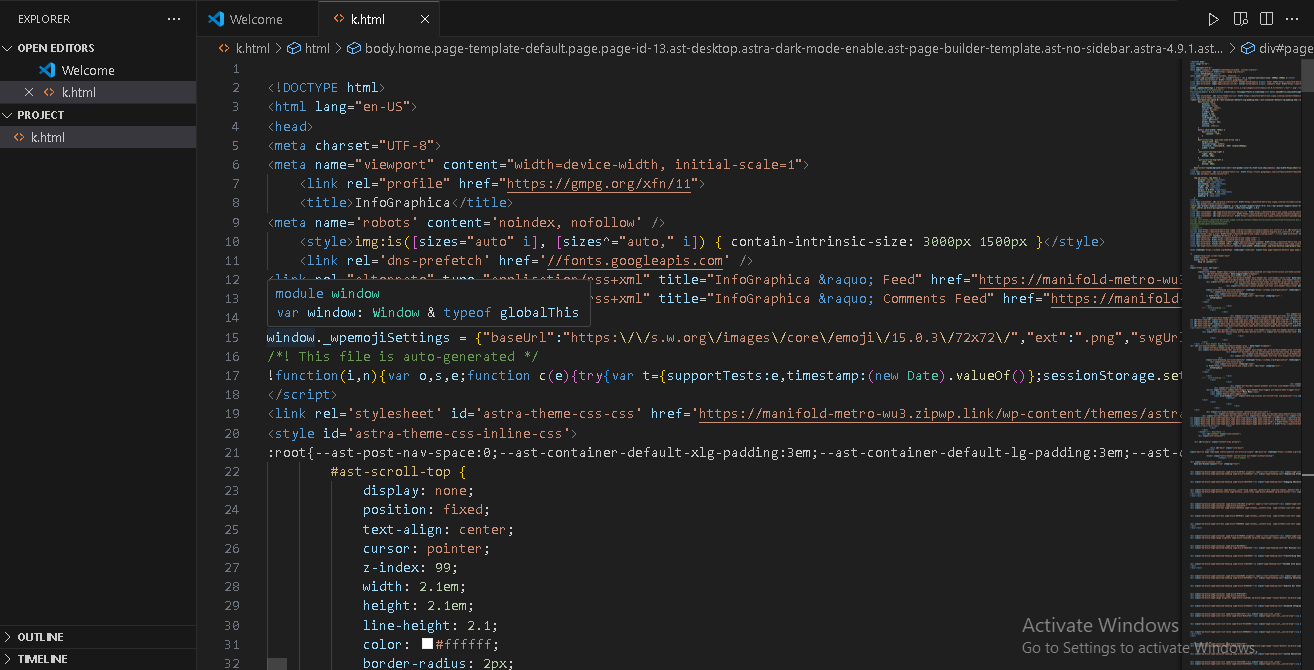 EXPLORER
OPEN EDITORS
Welcome
k.html
PROJECT
k.html
OUTLINE
TIMELINE
Welcome
k.html
k.html > html > body.home.page-template-default.page.page-id-13.ast-desktop.astra-dark-mode-enable.ast-page-builder-template.ast-no-sidebar.astra-4.9.1.ast... > div#page
1
2 <!DOCTYPE html>
3 <html lang="en-US">
4 <head>
5 <meta charset="UTF-8">
6 <meta name="viewport" content="width=device-width, initial-scale=1">
7 <link rel="profile" href="https://gmpg.org/xfn/11">
8 <title>InfoGraphica</title>
9 <meta name='robots' content='noindex, nofollow' />
10 <style>img:is([sizes="auto" i], [sizes^="auto," i]) { contain-intrinsic-size: 3000px 1500px }</style>
11 <link rel='dns-prefetch' href='//fonts.googleapis.com' />
12 <link rel="alternate" type="application/rss+xml" title="InfoGraphica &raquo; Feed" href="https://manifold-metro-wu3
13 rss+xml" title="InfoGraphica &raquo; Comments Feed" href="https://manifold-
module window
var window: Window & typeof globalThis
14
15 window._wpemojiSettings = {"baseUrl":"https:\/\/s.w.org\/images\/core\/emoji\/15.0.3\/72x72\/","ext":".png","svgUrl
16 /*! This file is auto-generated */
17 !function(i,n){var o,s,e;function c(e){try{var t={supportTests:e,timestamp:(new Date).valueOf()};sessionStorage.set
18 </script>
19 <link rel='stylesheet' id='astra-theme-css-css' href='https://manifold-metro-wu3.zipwp.link/wp-content/themes/astra
20 <style id='astra-theme-css-inline-css'>
21 :root{--ast-post-nav-space:0;--ast-container-default-xlg-padding:3em;--ast-container-default-lg-padding:3em;--ast-c
22 #ast-scroll-top {
23 display: none;
24 position: fixed;
25 text-align: center;
26 cursor: pointer;
27 z-index: 99;
28 width: 2.1em;
29 height: 2.1em;
30 line-height: 2.1;
31 color: #ffffff;
32 border-radius: 2px;
Activate Windows
Go to Settings to activate Windows.